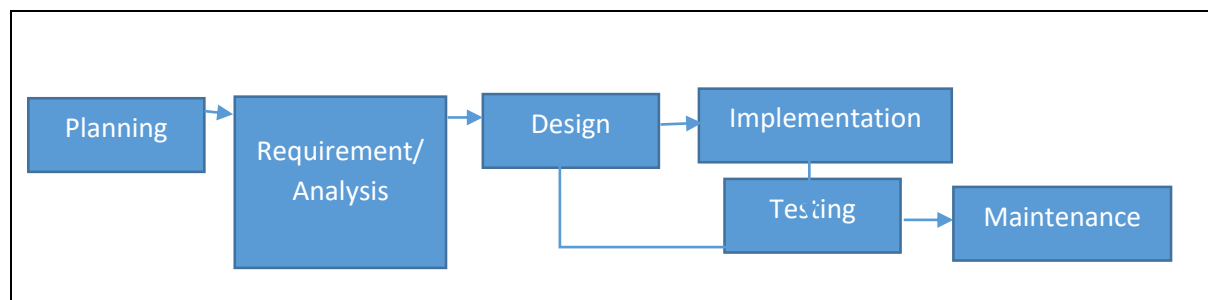 Planning
Requirement/
Analysis
Design
Implementation
Testing
Maintenance